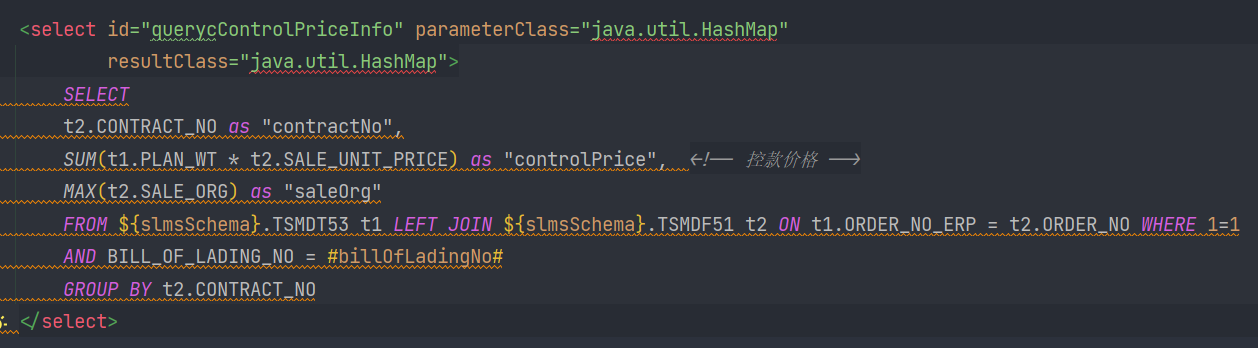 <select id="querycControlPriceInfo" parameterClass="java.util.HashMap"
resultClass="java.util.HashMap">
SELECT
t2.CONTRACT_NO as "contractNo",
SUM(t1.PLAN_WT * t2.SALE_UNIT_PRICE) as "controlPrice", <!-- 控款价格 -->
MAX(t2.SALE_ORG) as "saleOrg"
FROM ${slmsSchema}.TSMDT53 t1 LEFT JOIN ${slmsSchema}.TSMDF51 t2 ON t1.ORDER_NO_ERP = t2.ORDER_NO WHERE 1=1
AND BILL_OF_LADING_NO = #billOfLadingNo#
GROUP BY t2.CONTRACT_NO
</select>